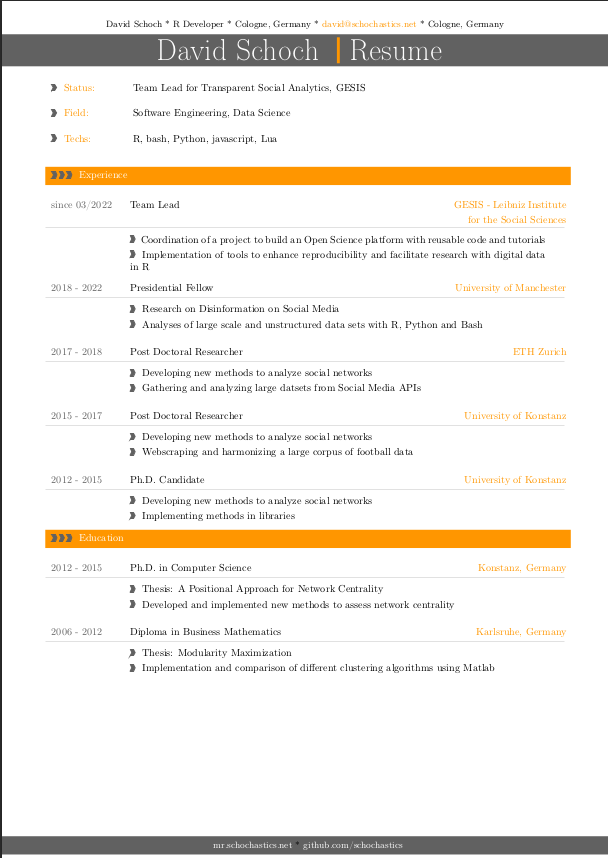 David Schoch * R Developer * Cologne, Germany * david@schochastics.net * Cologne, Germany
David Schoch | Resume
Status: Team Lead for Transparent Social Analytics, GESIS
Field: Software Engineering, Data Science
Techs: R, bash, Python, javascript, Lua
Experience
since 03/2022 Team Lead GESIS - Leibniz Institute
for the Social Sciences
Coordination of a project to build an Open Science platform with reusable code and tutorials
Implementation of tools to enhance reproducibility and facilitate research with digital data
in R
2018 - 2022 Presidential Fellow University of Manchester
Research on Disinformation on Social Media
Analyses of large scale and unstructured data sets with R, Python and Bash
2017 - 2018 Post Doctoral Researcher ETH Zurich
Developing new methods to analyze social networks
Gathering and analyzing large datsets from Social Media APIs
2015 - 2017 Post Doctoral Researcher University of Konstanz
Developing new methods to analyze social networks
Webscraping and harmonizing a large corpus of football data
2012 - 2015 Ph.D. Candidate University of Konstanz
Developing new methods to analyze social networks
Implementing methods in libraries
Education
2012 - 2015 Ph.D. in Computer Science Konstanz, Germany
Thesis: A Positional Approach for Network Centrality
Developed and implemented new methods to assess network centrality
2006 - 2012 Diploma in Business Mathematics Karlsruhe, Germany
Thesis: Modularity Maximization
Implementation and comparison of different clustering algorithms using Matlab
mr.schochastics.net * github.com/schochastics